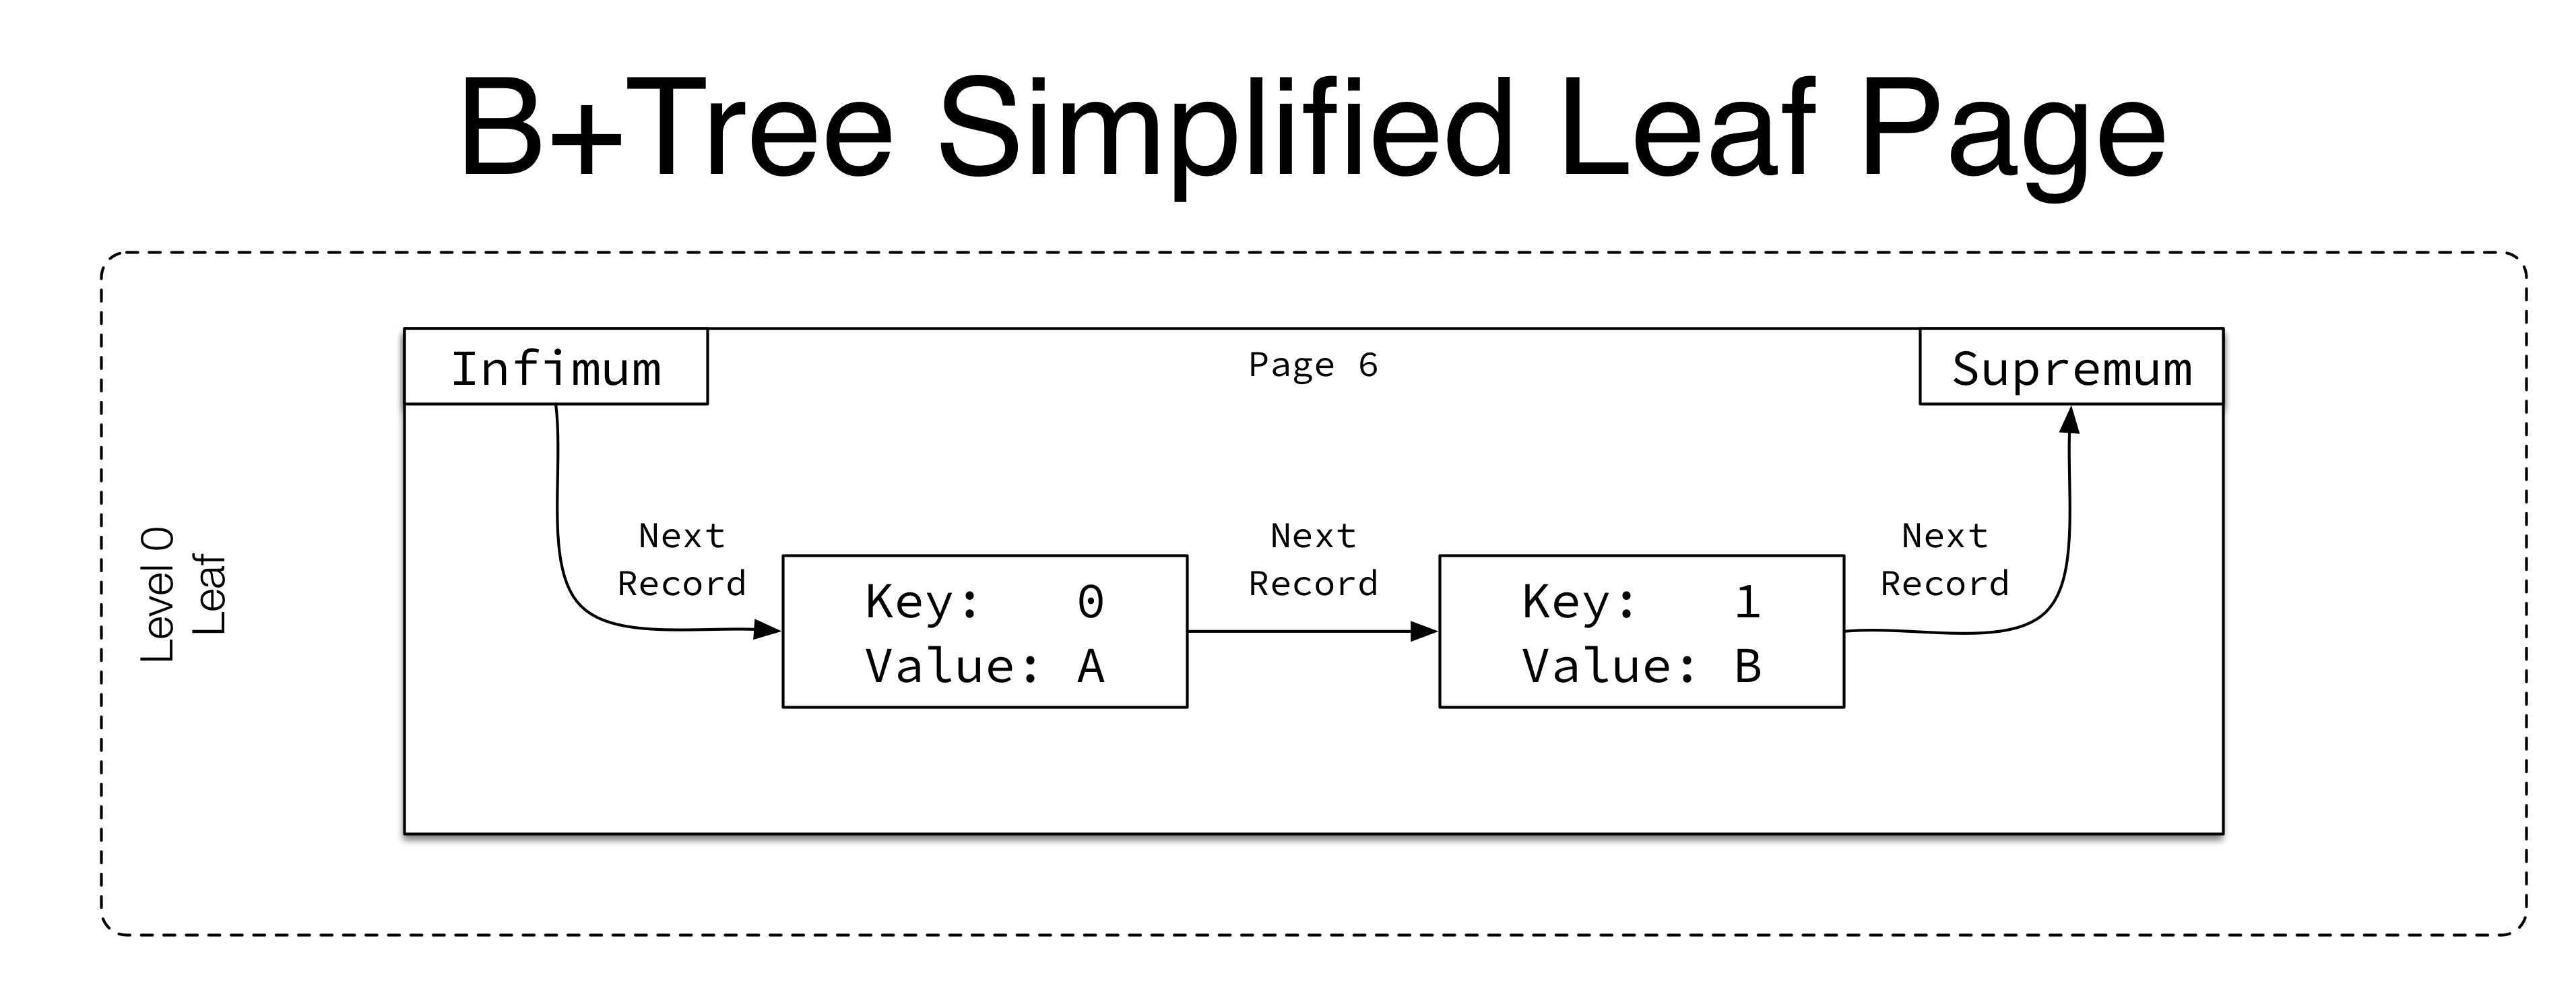 B+Tree Simplified Leaf Page
Level 0
Leaf
Infimum
Page 6
Supremum
Next
Record
Key: 0
Value: A
Next
Record
Key: 1
Value: B
Next
Record